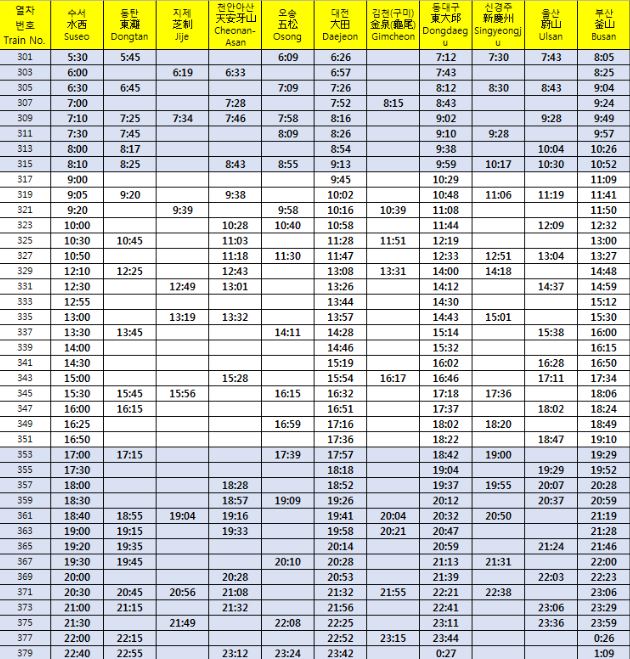 열차 번호 Train No.
수서 水西 Suseo
동탄 東灘 Dongtan
지제 芝制 Jije
천안아산 天安牙山 Cheonan-Asan
오송 五松 Osong
대전 大田 Daejeon
김천(구미) 金泉(龜尾) Gimcheon
동대구 東大邱 Dongdaegu
신경주 新慶州 Singyeongju
울산 蔚山 Ulsan
부산 釜山 Busan
301 5:30 5:45 6:09 6:26 7:12 7:30 7:43 8:05
303 6:00 6:19 6:33 6:57 7:43 8:25
305 6:30 6:45 7:09 7:26 8:12 8:30 8:43 9:04
307 7:00 7:28 7:52 8:15 8:43 9:24
309 7:10 7:25 7:34 7:46 7:58 8:16 9:02 9:28 9:49
311 7:30 7:45 8:09 8:26 9:10 9:28 9:57
313 8:00 8:17 8:54 9:38 10:04 10:26
315 8:10 8:25 8:43 8:55 9:13 9:59 10:17 10:30 10:52
317 9:00 9:45 10:29 11:09
319 9:05 9:20 9:38 10:02 10:48 11:06 11:19 11:41
321 9:20 9:39 9:58 10:16 10:39 11:08 11:50
323 10:00 10:28 10:40 10:58 11:44 12:09 12:32
325 10:30 10:45 11:03 11:28 11:51 12:19 13:00
327 10:50 11:18 11:30 11:47 12:33 12:51 13:04 13:27
329 12:10 12:25 12:43 13:08 13:31 14:00 14:18 14:48
331 12:30 12:49 13:01 13:26 14:12 14:37 14:59
333 12:55 13:44 14:30 15:12
335 13:00 13:19 13:32 13:57 14:43 15:01 15:30
337 13:30 13:45 14:11 14:28 15:14 15:38 16:00
339 14:00 14:46 15:32 16:15
341 14:30 15:19 16:02 16:28 16:50
343 15:00 15:28 15:54 16:17 16:46 17:11 17:34
345 15:30 15:45 15:56 16:15 16:32 17:18 17:36 18:06
347 16:00 16:15 16:51 17:37 18:02 18:24
349 16:25 16:59 17:16 18:02 18:20 18:49
351 16:50 17:36 18:22 18:47 19:10
353 17:00 17:15 17:39 17:57 18:42 19:00 19:29
355 17:30 18:18 19:04 19:29 19:52
357 18:00 18:28 18:52 19:37 19:55 20:07 20:28
359 18:30 18:57 19:09 19:26 20:12 20:37 20:59
361 18:40 18:55 19:04 19:16 19:41 20:04 20:32 20:50 21:19
363 19:00 19:15 19:33 19:58 20:21 20:47 21:28
365 19:20 19:35 20:14 20:59 21:24 21:46
367 19:30 19:45 20:10 20:28 21:13 21:31 22:00
369 20:00 20:28 20:53 21:39 22:03 22:23
371 20:30 20:45 20:56 21:08 21:32 21:55 22:21 22:38 23:06
373 21:00 21:15 21:32 21:56 22:41 23:06 23:29
375 21:30 21:49 22:08 22:25 23:11 23:36 23:59
377 22:00 22:15 22:52 23:15 23:44 0:26
379 22:40 22:55 23:12 23:24 23:42 0:27 1:09